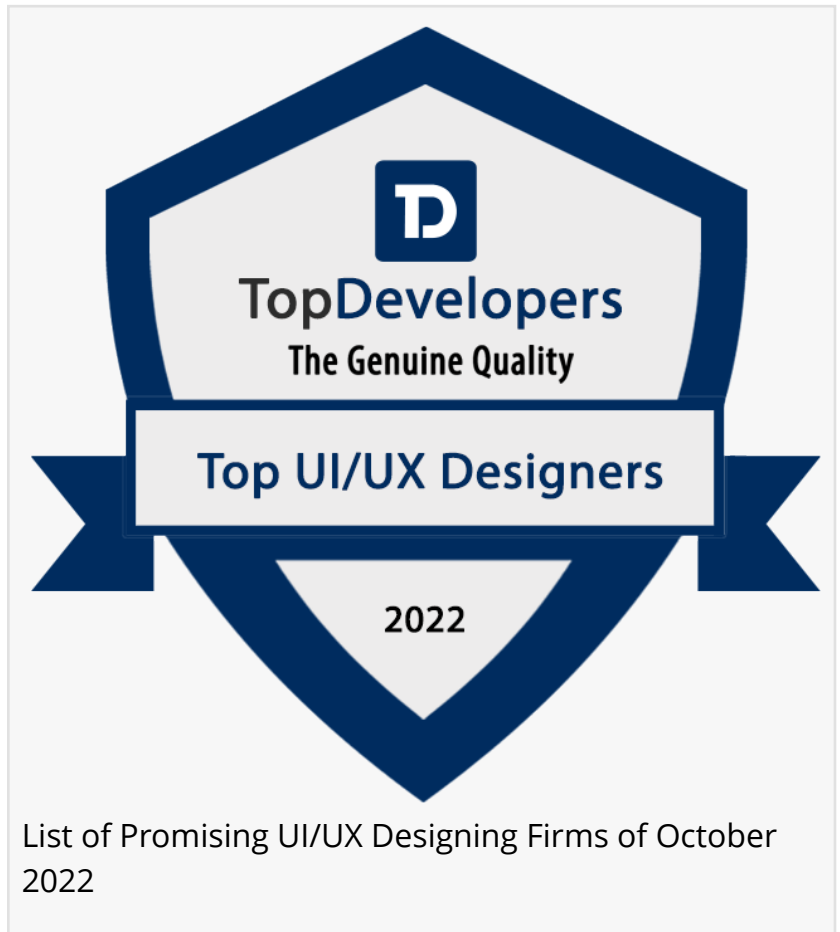 TD
TopDevelopers
The Genuine Quality
Top UI/UX Designers
2022
List of Promising UI/UX Designing Firms of October
2022